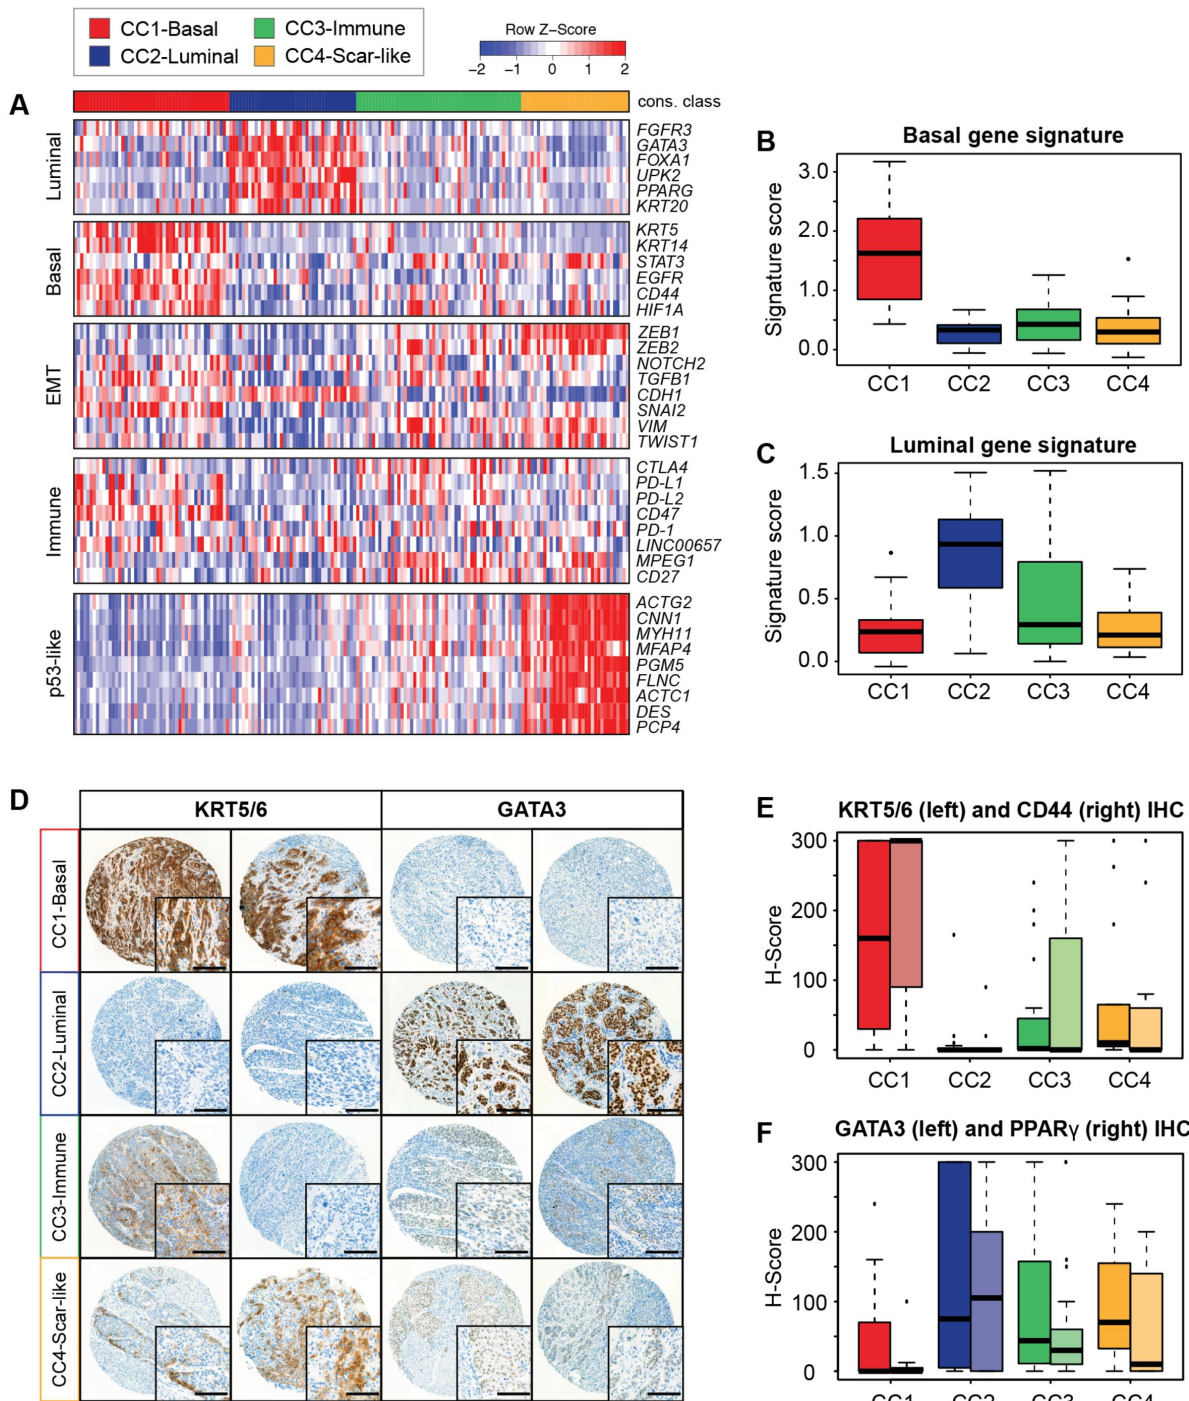 CC1-Basal
CC2-Luminal
CC3-Immune
CC4-Scar-like
Row Z−Score
−2 −1 0 1 2
A
cons. class
Luminal
FGFR3
GATA3
FOXA1
UPK2
PPARG
KRT20
Basal
KRT5
KRT14
STAT3
EGFR
CD44
HIF1A
EMT
ZEB1
ZEB2
NOTCH2
TGFB1
CDH1
SNAI2
VIM
TWIST1
Immune
CTLA4
PD-L1
PD-L2
CD47
PD-1
LINC00657
MPEG1
CD27
p53-like
ACTG2
CNN1
MYH11
MFAP4
PGM5
FLNC
ACTC1
DES
PCP4
B
Basal gene signature
Signature score
3.0
2.0
1.0
0.0
CC1 CC2 CC3 CC4
C
Luminal gene signature
Signature score
1.5
1.0
0.5
0.0
CC1 CC2 CC3 CC4
D
KRT5/6 GATA3
CC1-Basal
CC2-Luminal
CC3-Immune
CC4-Scar-like
E
KRT5/6 (left) and CD44 (right) IHC
H-Score
300
200
100
0
CC1 CC2 CC3 CC4
F
GATA3 (left) and PPARγ (right) IHC
H-Score
300
200
100
0
CC1 CC2 CC3 CC4